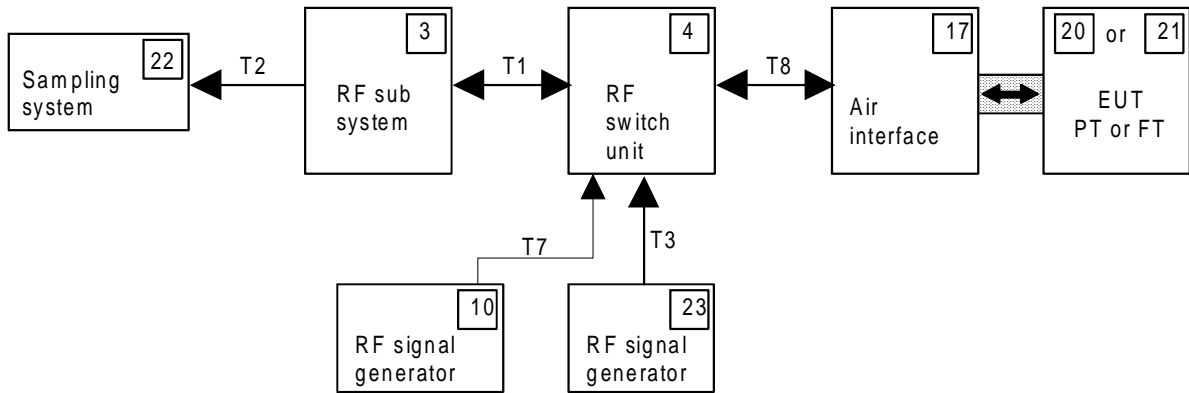 22
Sampling
system
T2
3
RF sub
system
T1
4
RF
switch
unit
T8
17
Air
interface
20 or 21
EUT
PT or FT
T7
T3
10
RF signal
generator
23
RF signal
generator